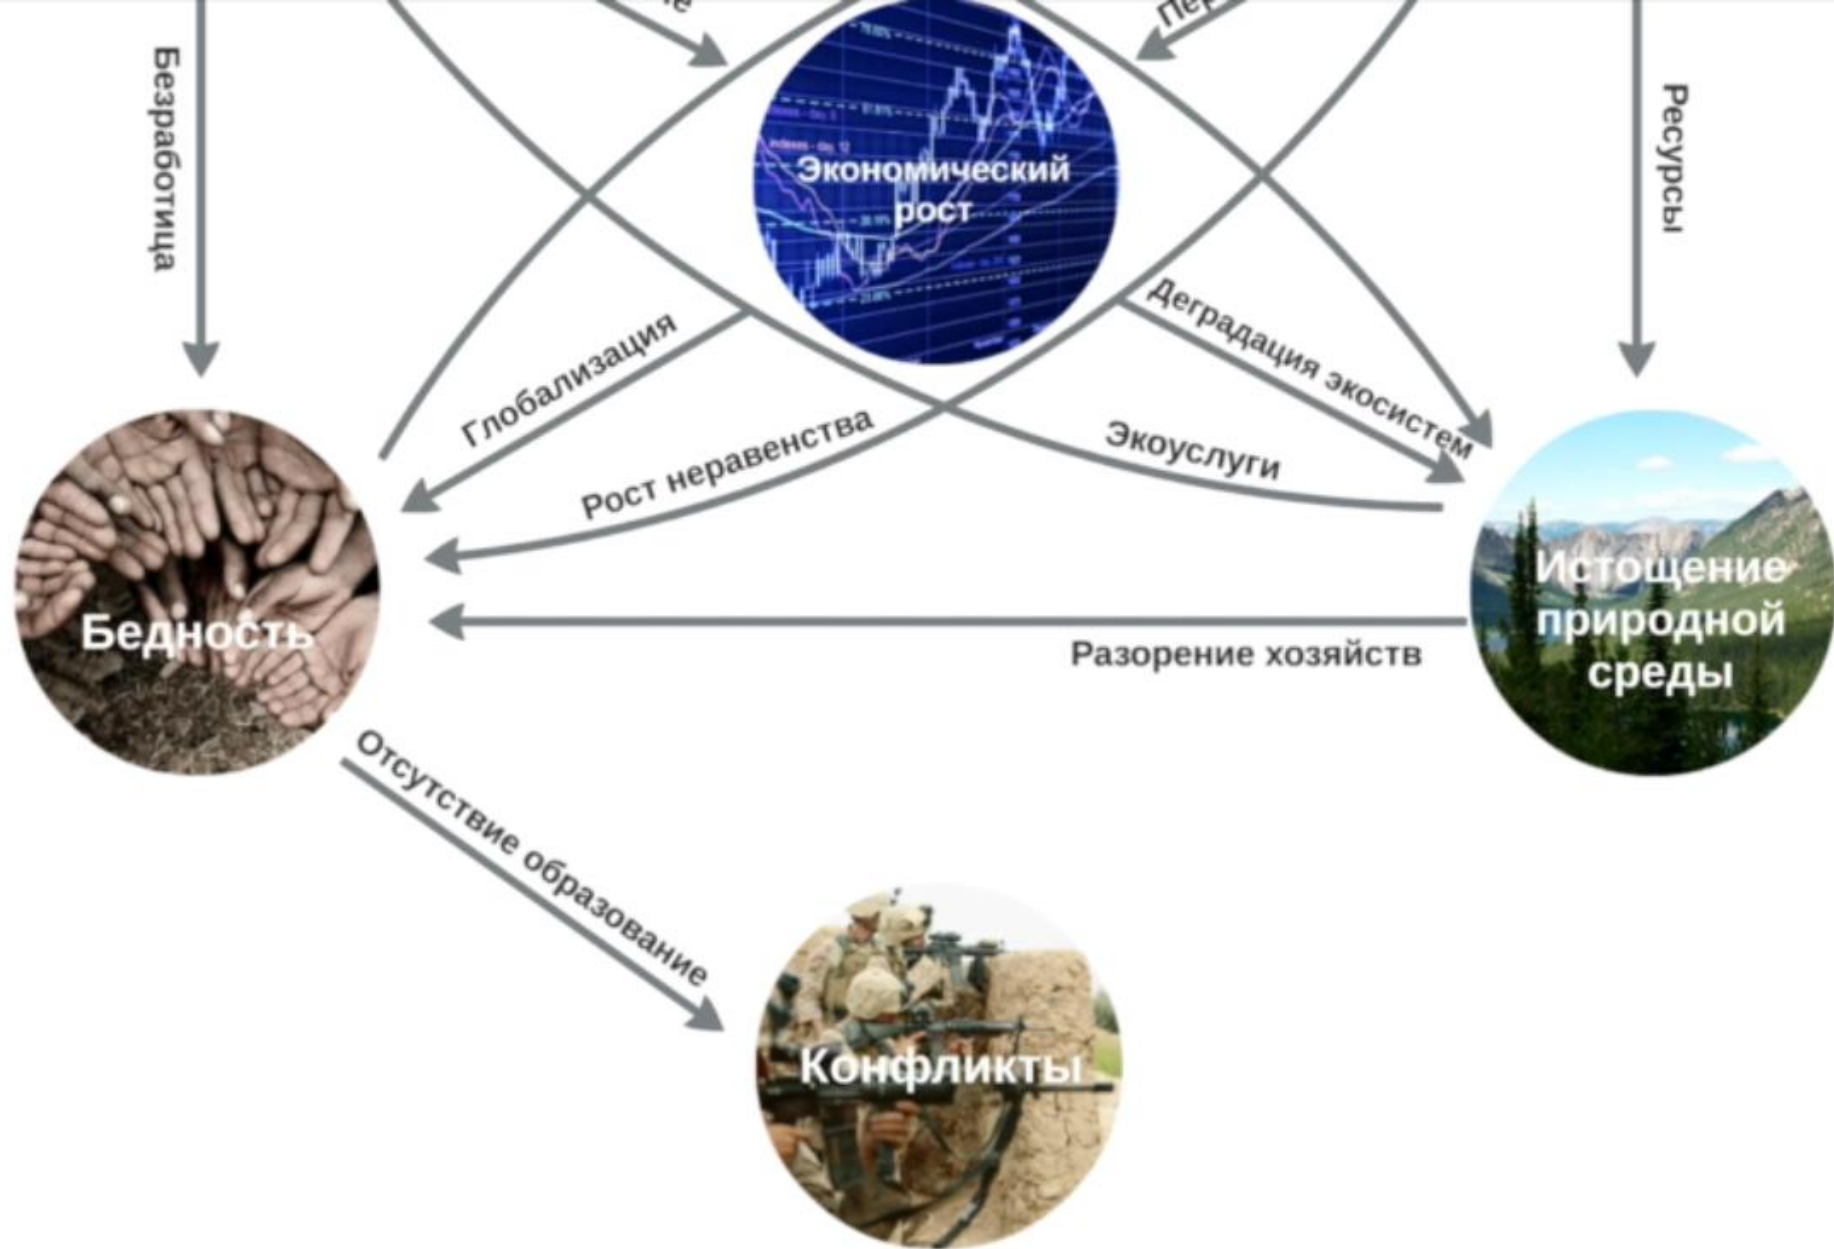 Безработица
Ресурсы
Экономический
рост
Глобализация
Деградация экосистем
Рост неравенства
Экоуслуги
Бедность
Истощение
природной
среды
Разорение хозяйств
Отсутствие образование
Конфликты